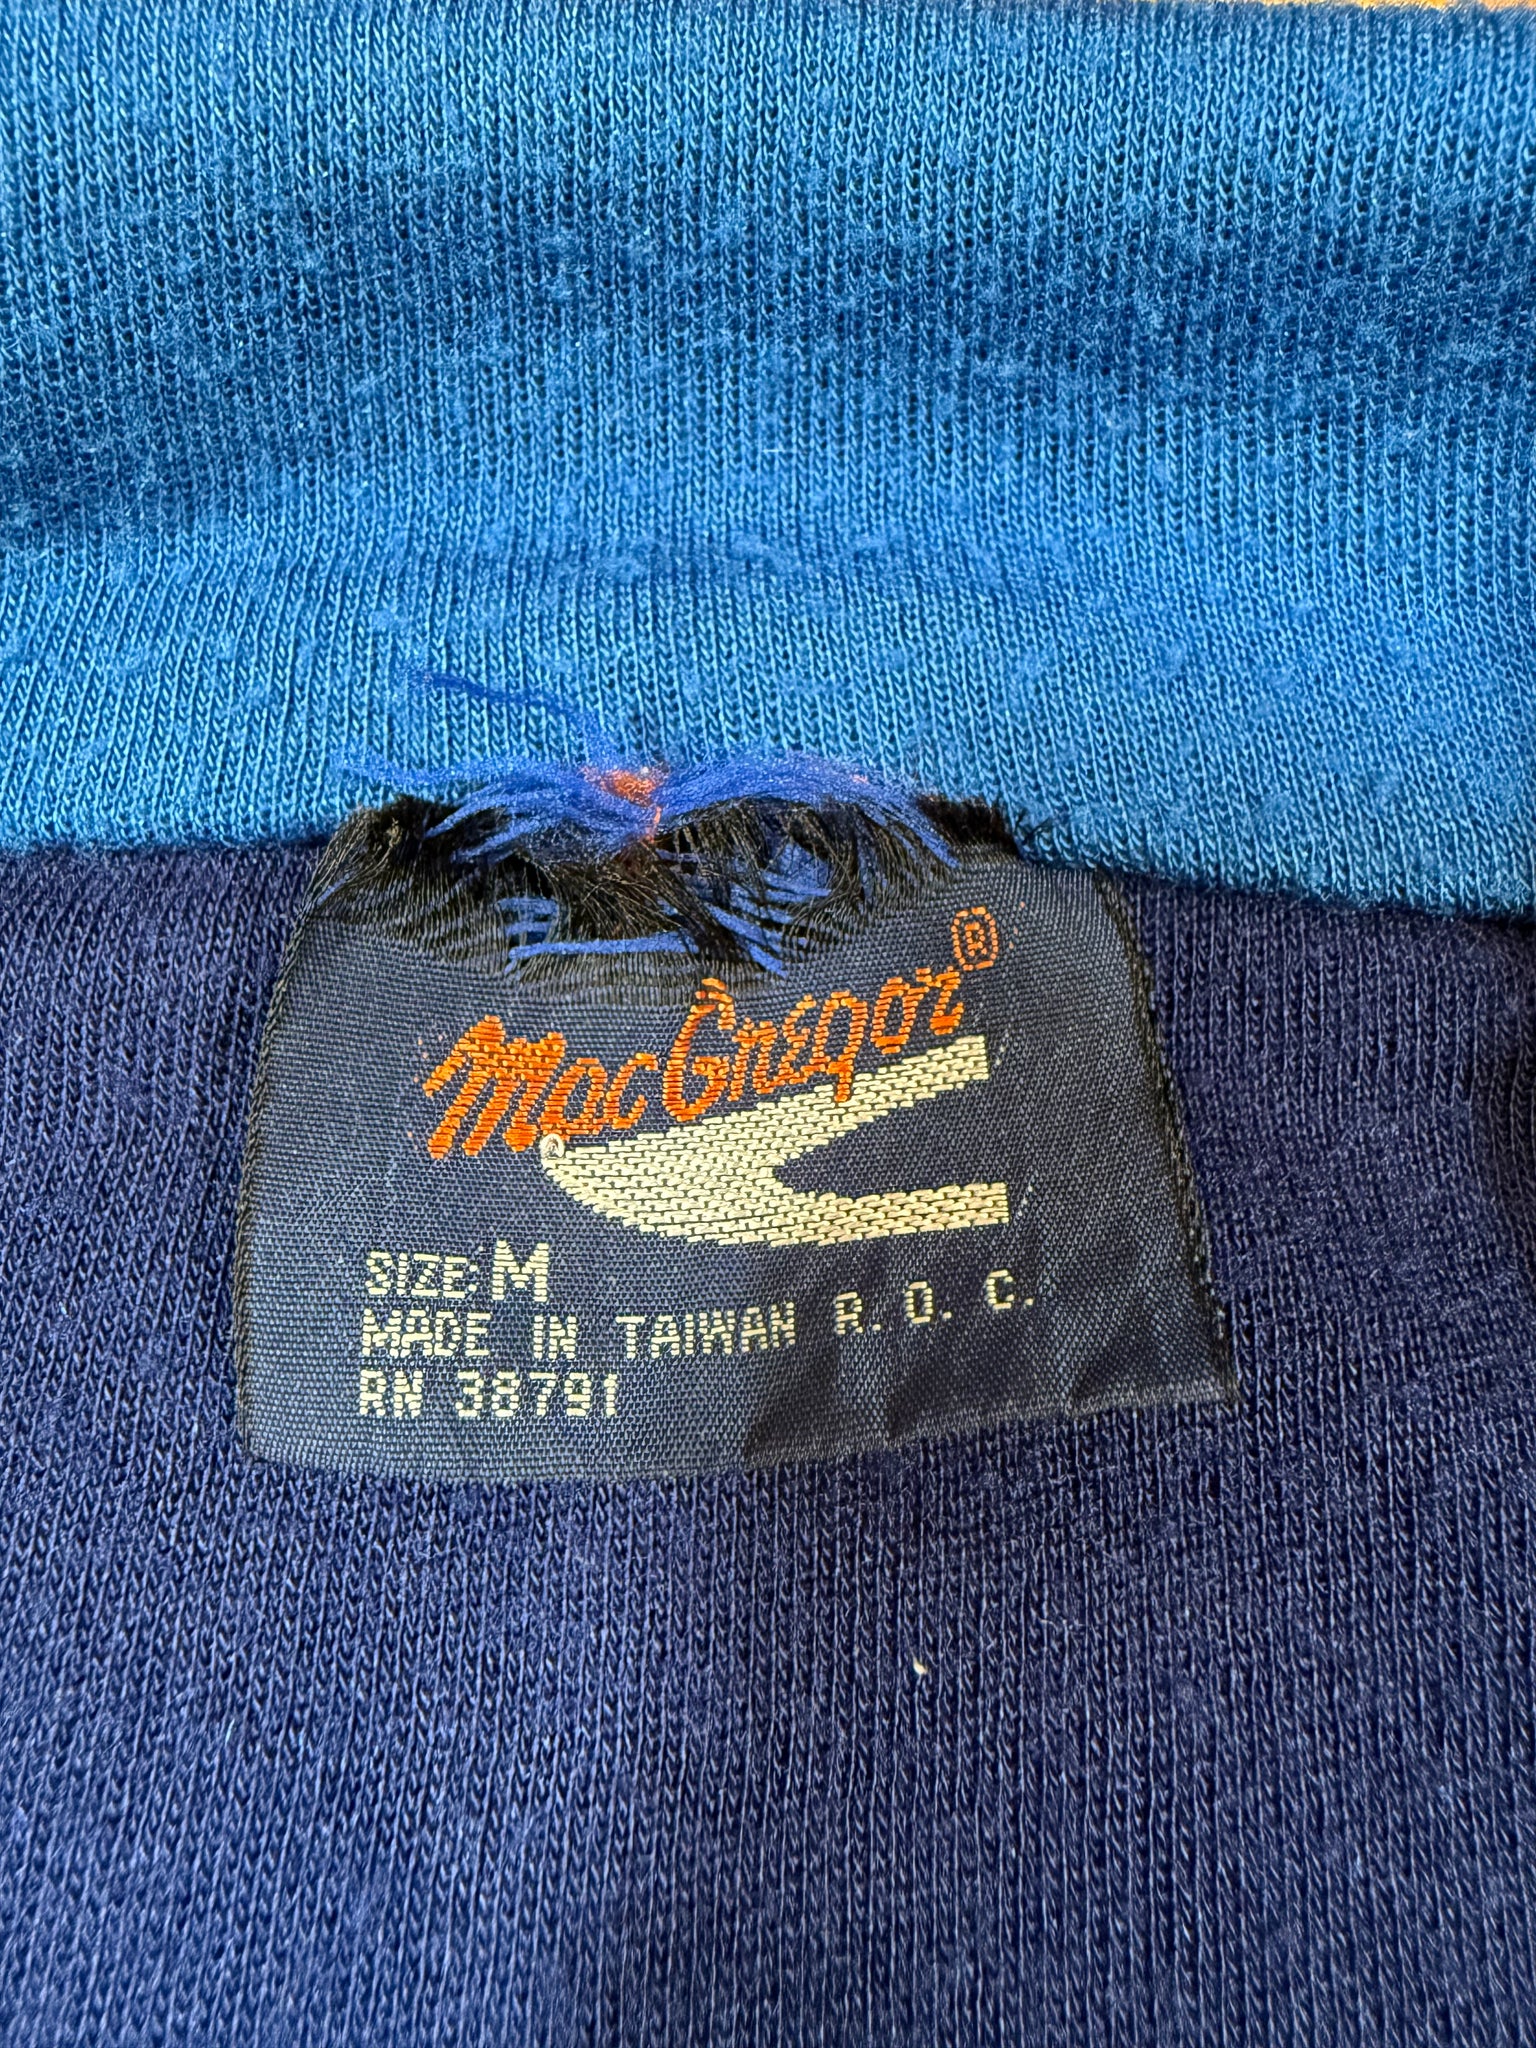 MacGregor®
SIZE: M
MADE IN TAIWAN R. O. C.
RN 38791